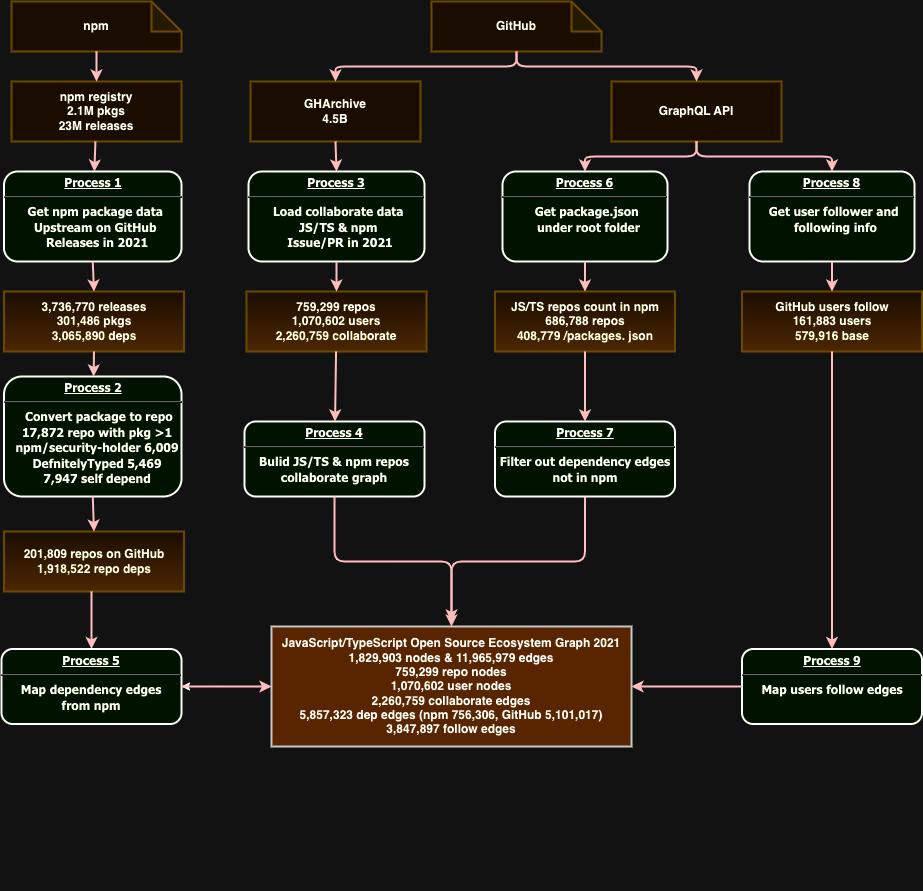 npm
GitHub
npm registry
2.1M pkgs
23M releases
GHArchive
4.5B
GraphQL API
Process 1
Get npm package data
Upstream on GitHub
Releases in 2021
Process 3
Load collaborate data
JS/TS & npm
Issue/PR in 2021
Process 6
Get package.json
under root folder
Process 8
Get user follower and
following info
3,736,770 releases
301,486 pkgs
3,065,890 deps
759,299 repos
1,070,602 users
2,260,759 collaborate
JS/TS repos count in npm
686,788 repos
408,779 /packages. json
GitHub users follow
161,883 users
579,916 base
Process 2
Convert package to repo
17,872 repo with pkg >1
npm/security-holder 6,009
DefnitelyTyped 5,469
7,947 self depend
Process 4
Bulid JS/TS & npm repos
collaborate graph
Process 7
Filter out dependency edges
not in npm
201,809 repos on GitHub
1,918,522 repo deps
Process 5
Map dependency edges
from npm
JavaScript/TypeScript Open Source Ecosystem Graph 2021
1,829,903 nodes & 11,965,979 edges
759,299 repo nodes
1,070,602 user nodes
2,260,759 collaborate edges
5,857,323 dep edges (npm 756,306, GitHub 5,101,017)
3,847,897 follow edges
Process 9
Map users follow edges